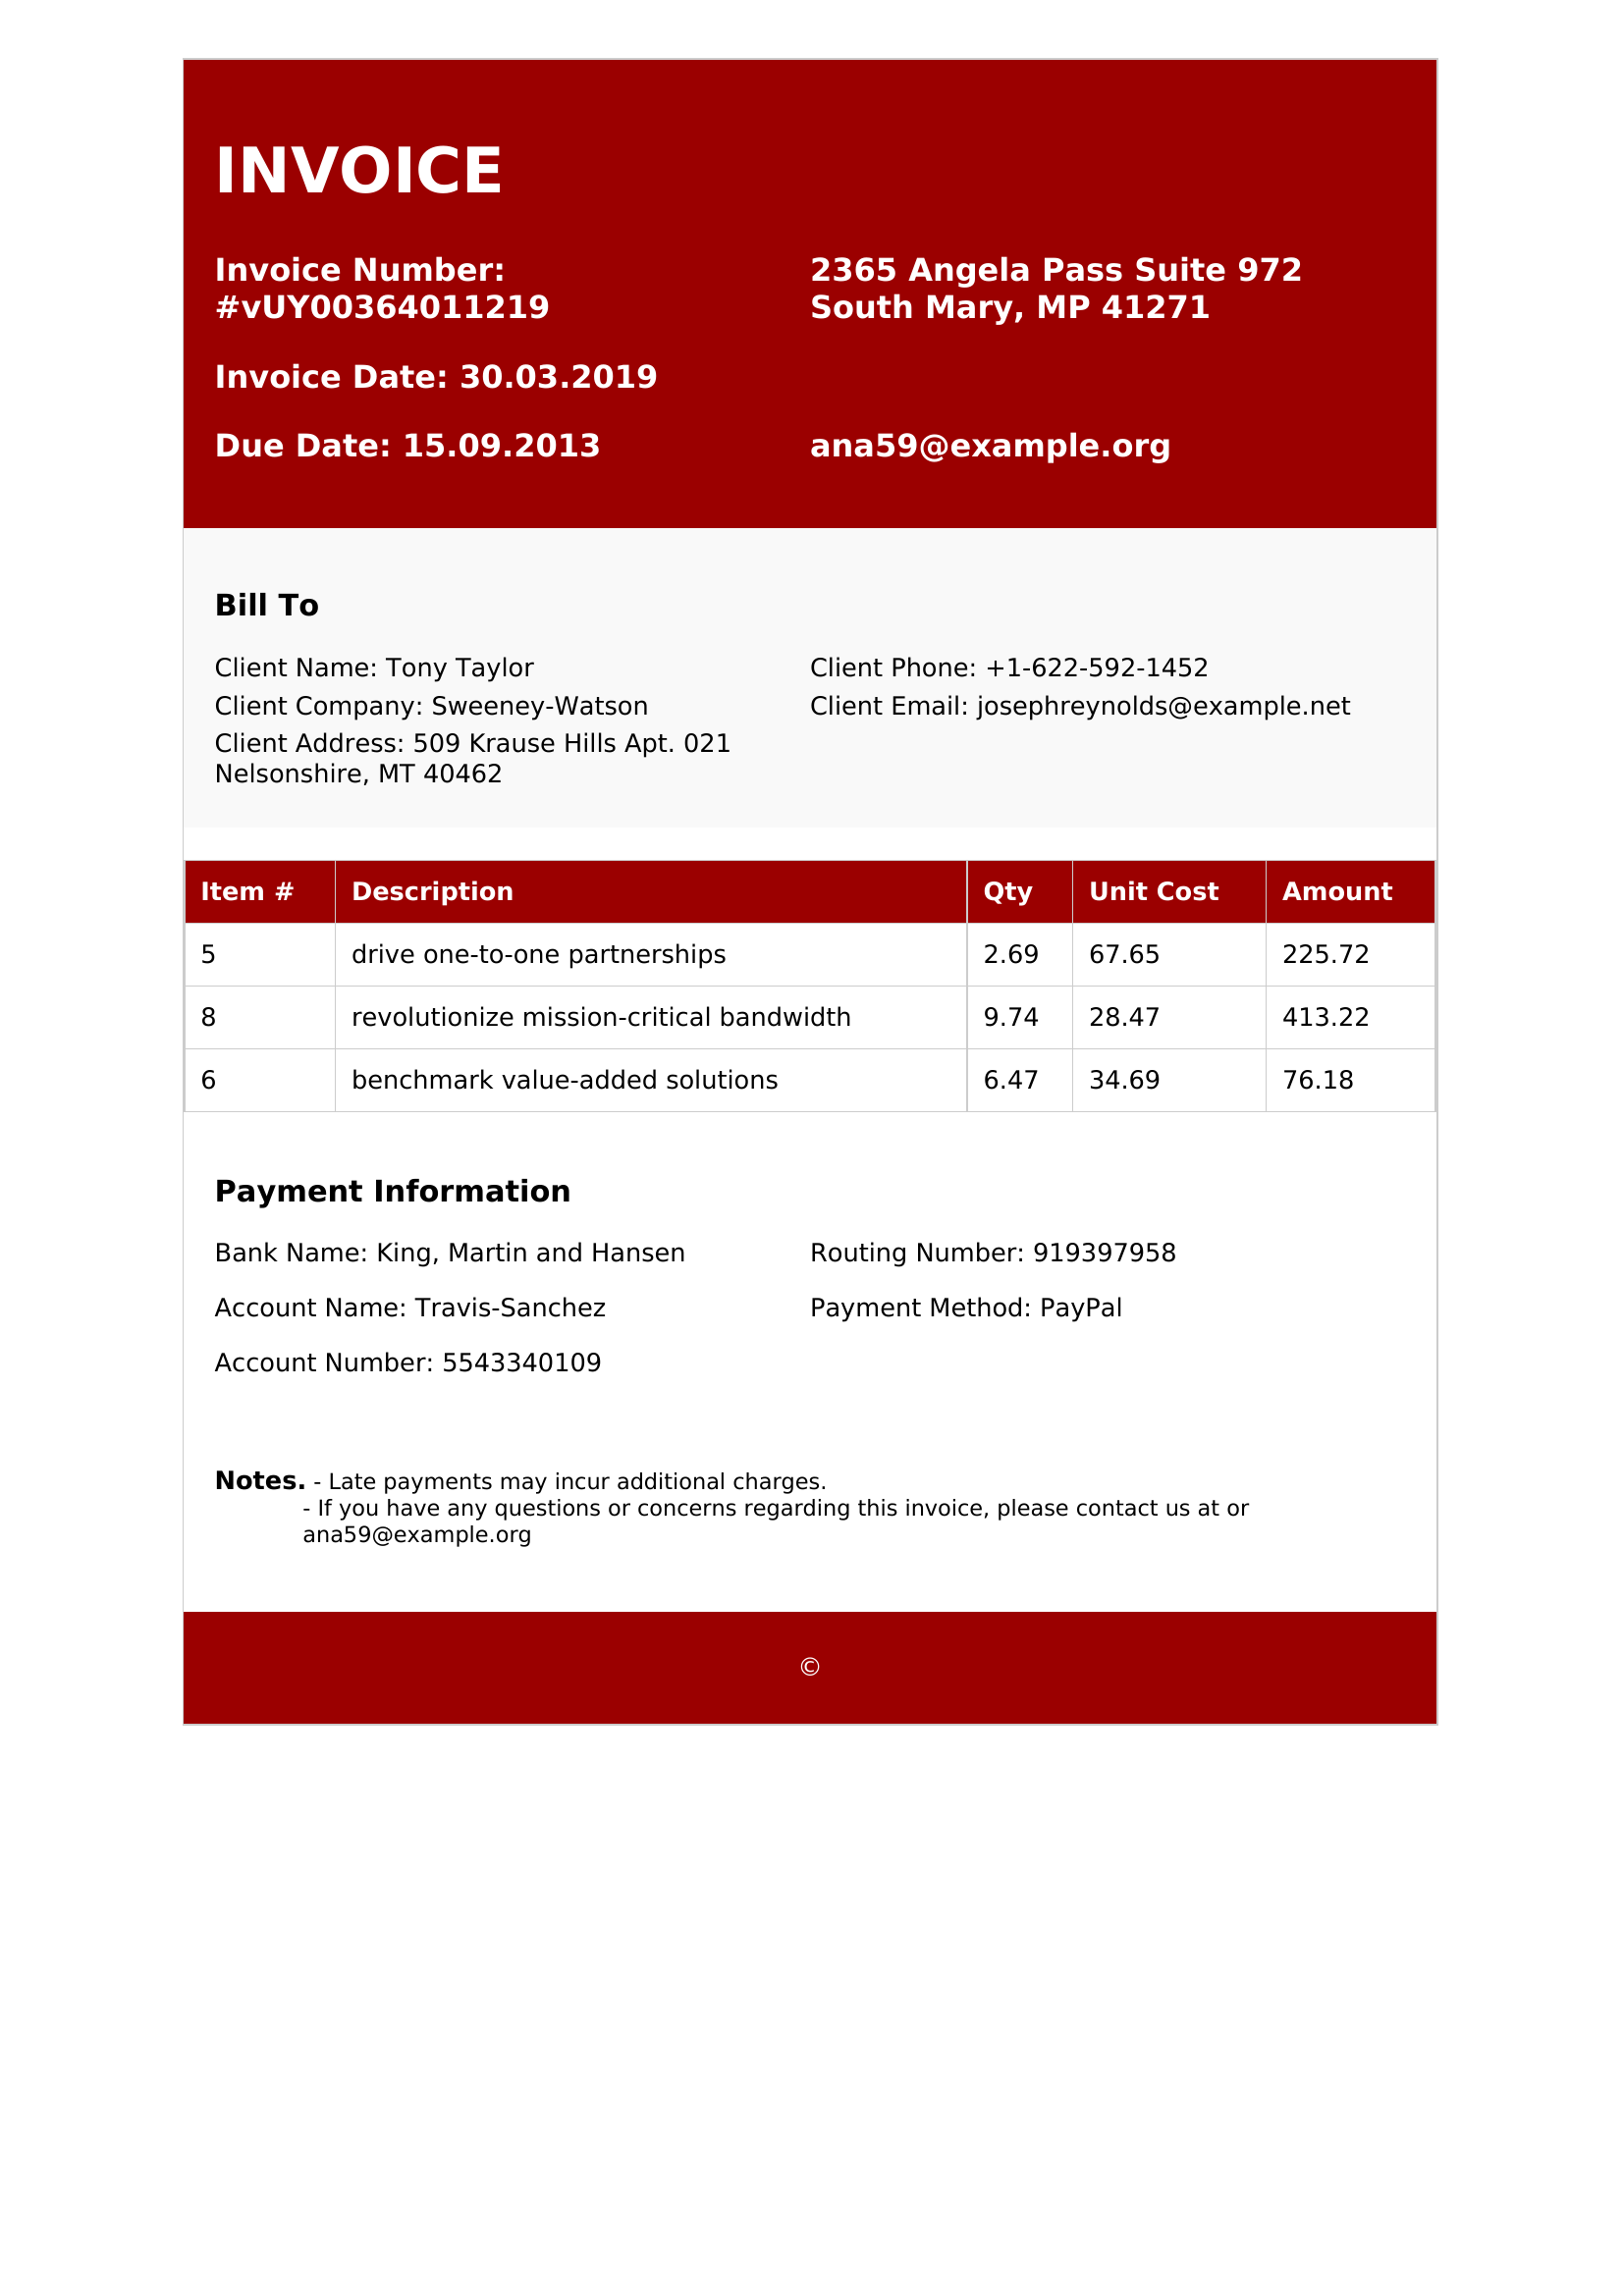 INVOICE
Invoice Number:
#vUY00364011219
2365 Angela Pass Suite 972
South Mary, MP 41271
Invoice Date: 30.03.2019
Due Date: 15.09.2013
ana59@example.org
Bill To
Client Name: Tony Taylor
Client Phone: +1-622-592-1452
Client Company: Sweeney-Watson
Client Email: josephreynolds@example.net
Client Address: 509 Krause Hills Apt. 021
Nelsonshire, MT 40462
Item # Description Qty Unit Cost Amount
5 drive one-to-one partnerships 2.69 67.65 225.72
8 revolutionize mission-critical bandwidth 9.74 28.47 413.22
6 benchmark value-added solutions 6.47 34.69 76.18
Payment Information
Bank Name: King, Martin and Hansen
Routing Number: 919397958
Account Name: Travis-Sanchez
Payment Method: PayPal
Account Number: 5543340109
Notes. - Late payments may incur additional charges.
- If you have any questions or concerns regarding this invoice, please contact us at or
ana59@example.org
©